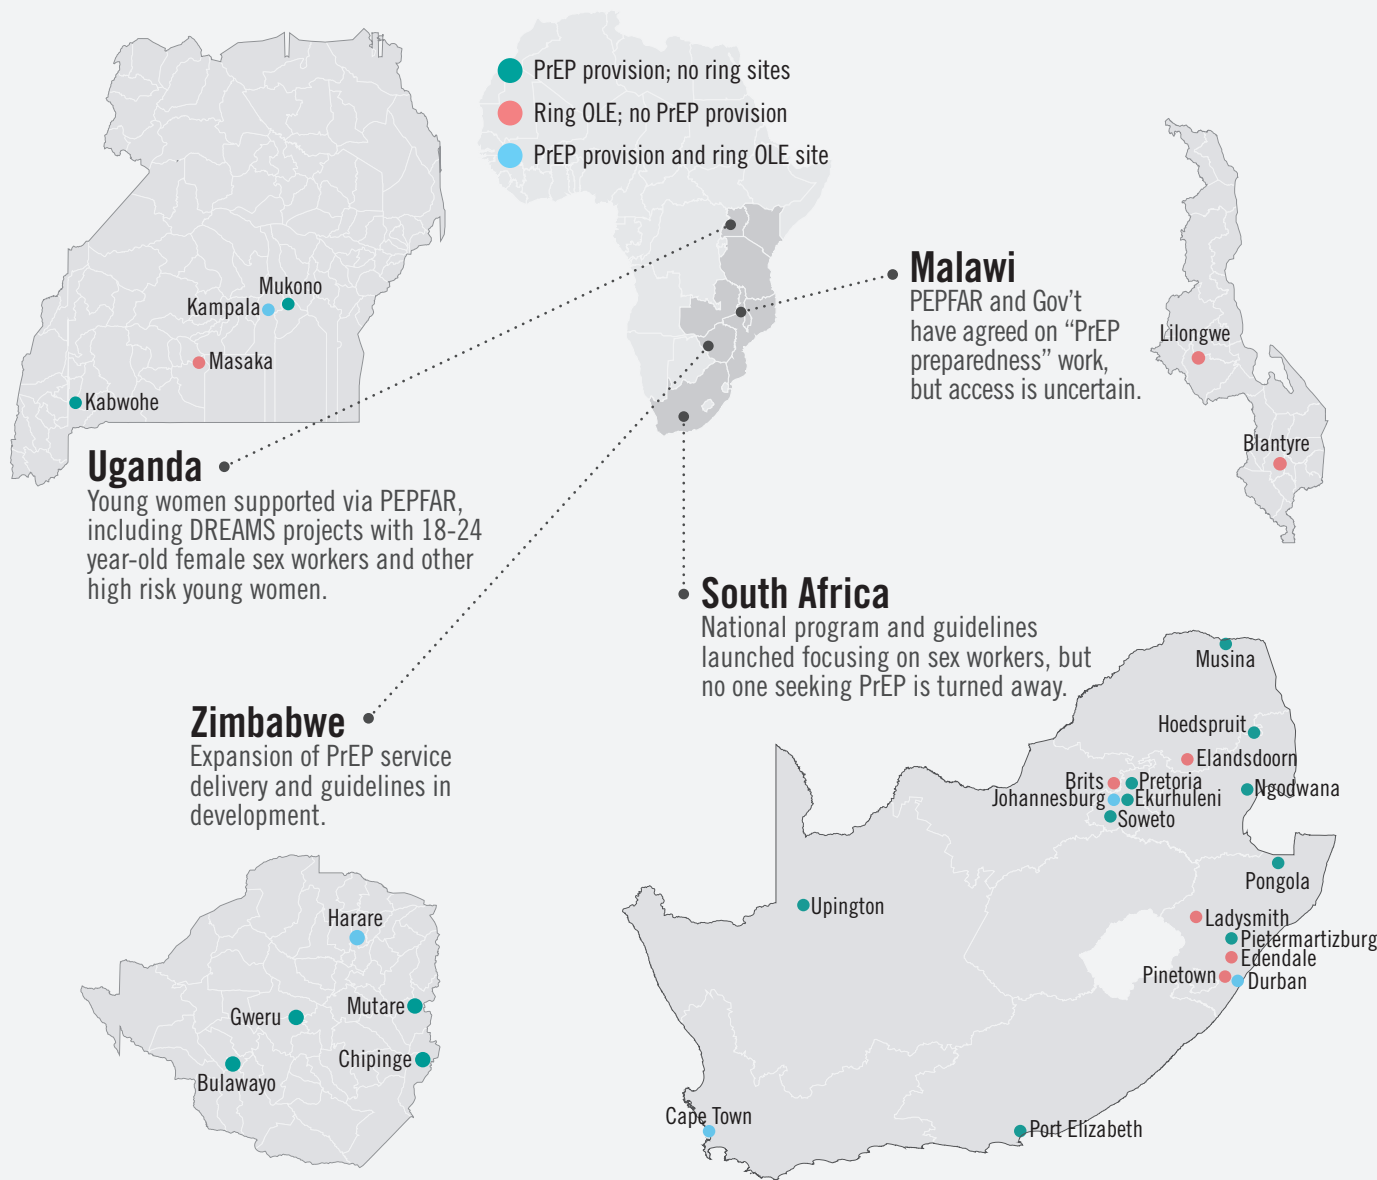 PrEP provision; no ring sites
Ring OLE; no PrEP provision
PrEP provision and ring OLE site
Mukono
Kampala
Masaka
Kabwohe
Uganda
Young women supported via PEPFAR,
including DREAMS projects with 18-24
year-old female sex workers and other
high risk young women.
Malawi
PEPFAR and Gov’t
have agreed on “PrEP
preparedness” work,
but access is uncertain.
Lilongwe
Blantyre
South Africa
National program and guidelines
launched focusing on sex workers, but
no one seeking PrEP is turned away.
Musina
Hoedspruit
Elandsdoorn
Brits
Pretoria
Ngodwana
Johannesburg
Ekurhuleni
Soweto
Pongola
Upington
Ladysmith
Pietermartizburg
Edendale
Pinetown
Durban
Cape Town
Port Elizabeth
Zimbabwe
Expansion of PrEP service
delivery and guidelines in
development.
Harare
Mutare
Gweru
Chipinge
Bulawayo